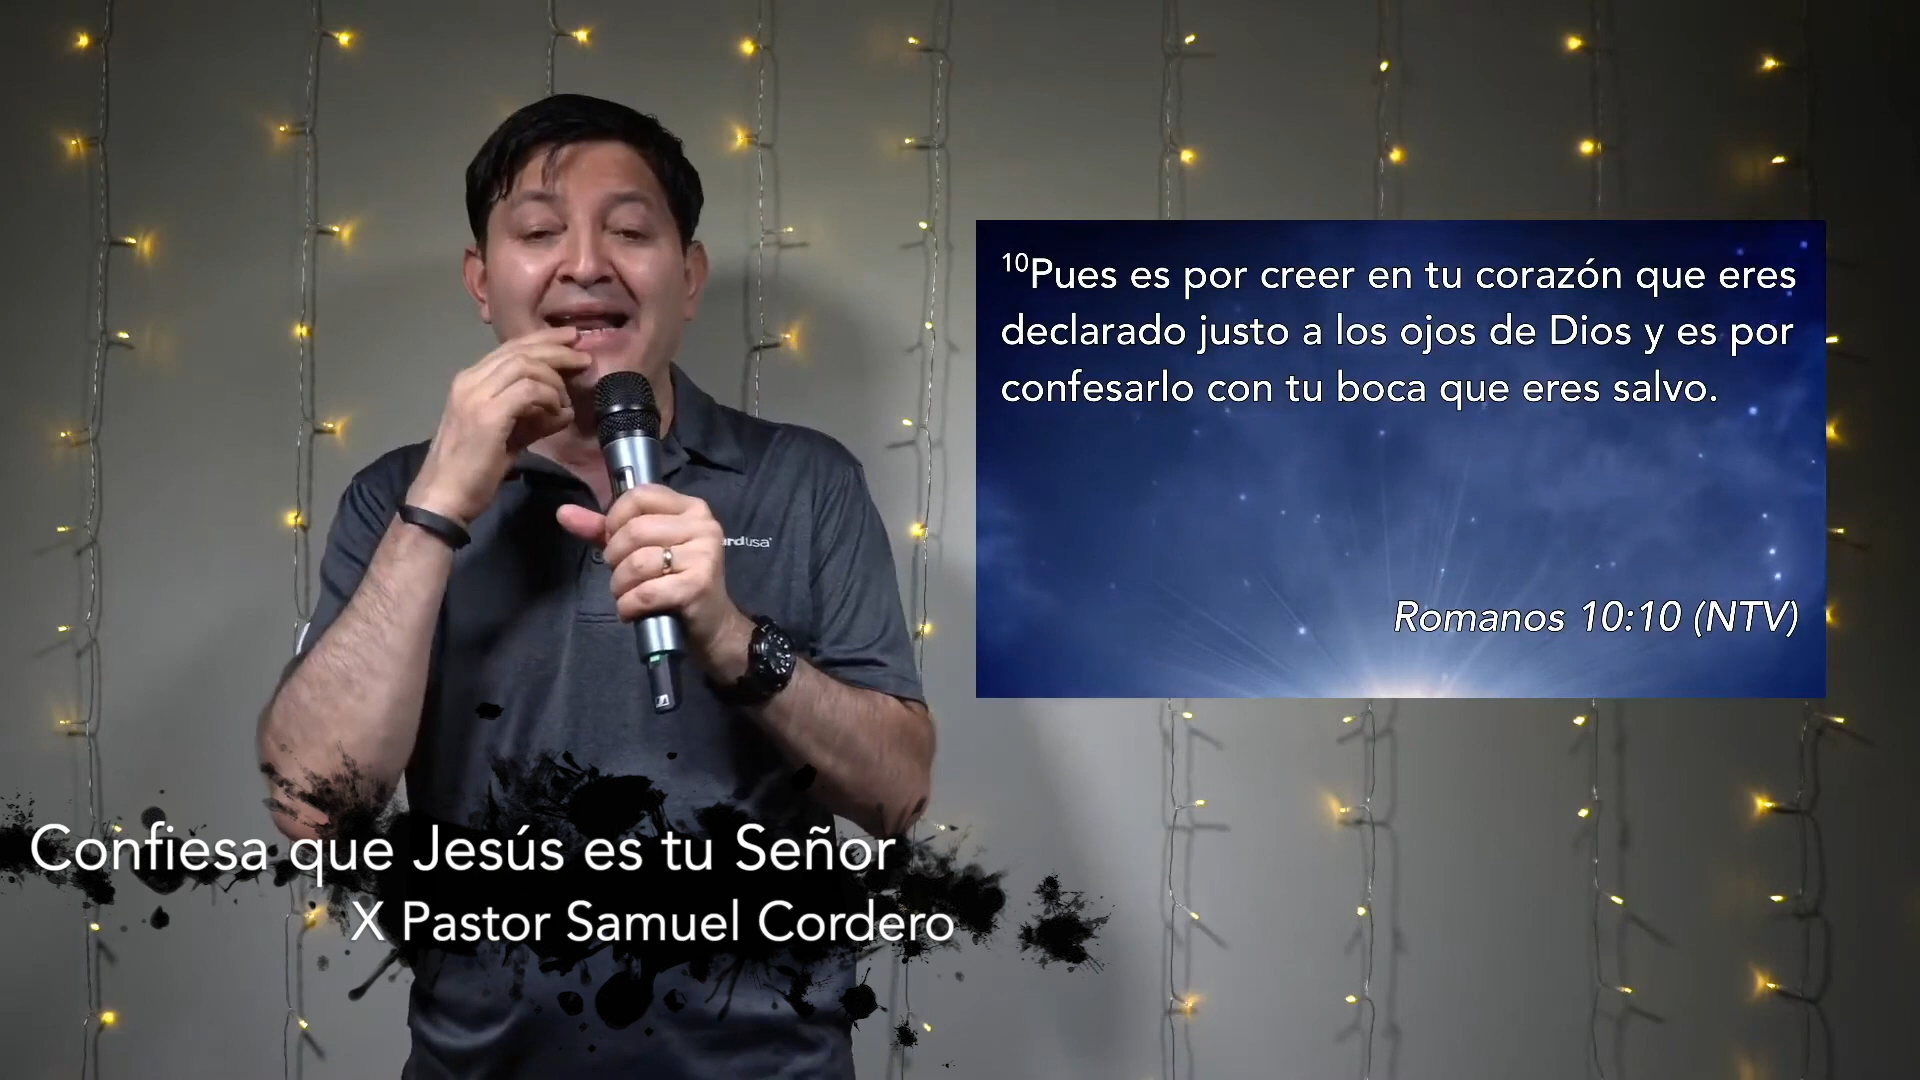 ¹⁰Pues es por creer en tu corazón que eres
declarado justo a los ojos de Dios y es por
confesarlo con tu boca que eres salvo.
Romanos 10:10 (NTV)
usa
Confiesa que Jesús es tu Señor
X Pastor Samuel Cordero